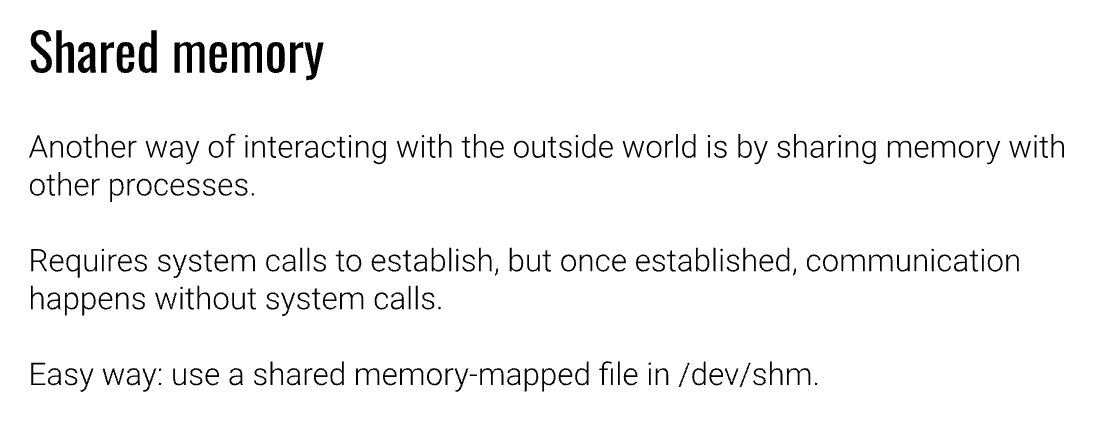 Shared memory
Another way of interacting with the outside world is by sharing memory with
other processes.
Requires system calls to establish, but once established, communication
happens without system calls.
Easy way: use a shared memory-mapped file in /dev/shm.